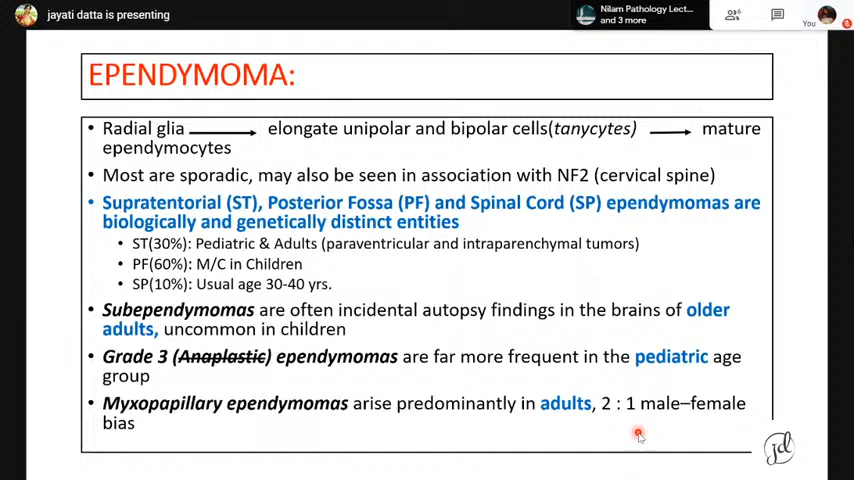 jayati datta is presenting
Nilam Pathology Lect...
and 3 more
6
You
EPENDYMOMA:
• Radial glia → elongate unipolar and bipolar cells(tanycytes) → mature
ependymocytes
• Most are sporadic, may also be seen in association with NF2 (cervical spine)
• Supratentorial (ST), Posterior Fossa (PF) and Spinal Cord (SP) ependymomas are
biologically and genetically distinct entities
• ST(30%): Pediatric & Adults (paraventricular and intraparenchymal tumors)
• PF(60%): M/C in Children
• SP(10%): Usual age 30-40 yrs.
• Subependymomas are often incidental autopsy findings in the brains of older
adults, uncommon in children
• Grade 3 (Anaplastic) ependymomas are far more frequent in the pediatric age
group
• Myxopapillary ependymomas arise predominantly in adults, 2 : 1 male–female
bias
jd